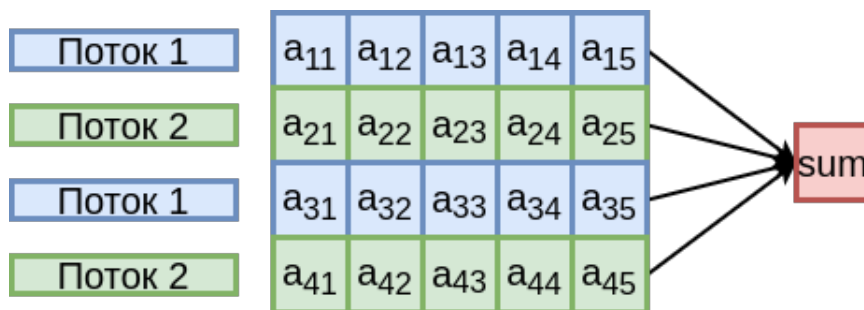 Поток 1 a11 a12 a13 a14 a15
Поток 2 a21 a22 a23 a24 a25
sum
Поток 1 a31 a32 a33 a34 a35
Поток 2 a41 a42 a43 a44 a45